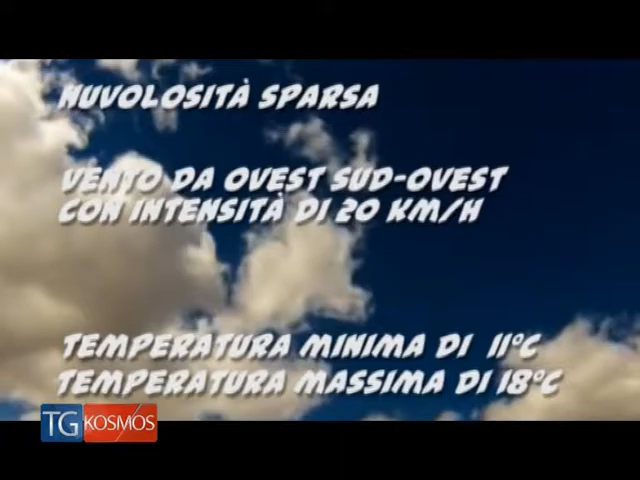 NUVOLOSITÀ SPARSA
VENTO DA OVEST SUD-OVEST
CON INTENSITÀ DI 20 KM/H
TEMPERATURA MINIMA DI 11°C
TEMPERATURA MASSIMA DI 18°C
TG KOSMOS